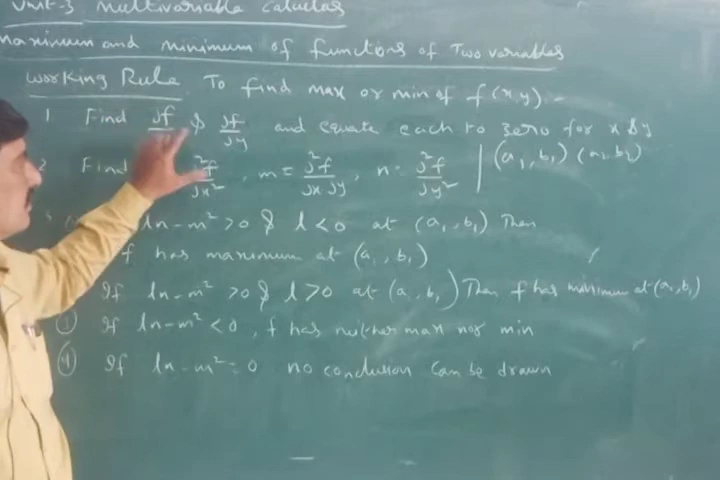 Unit-3 Multivariable Calculus
Maximum and minimum of functions of Two variables
Working Rule To find max or min of f(x y) -
1 Find ∂f & ∂f/∂y and equate each to zero for x & y
2 Find ∂²f/∂x² , m = ∂²f/∂x∂y , n = ∂²f/∂y² | (a₁, b₁) (a₂ b₂)
ln - m² > 0 & l < 0 at (a₁, b₁) Then
f has maximum at (a₁, b₁)
If ln - m² > 0 & l > 0 at (a₁ b₁) Then f has minimum at (a₁, b₁)
If ln - m² < 0, f has neither max nor min
(4) If ln - m² = 0 no conclusion can be drawn